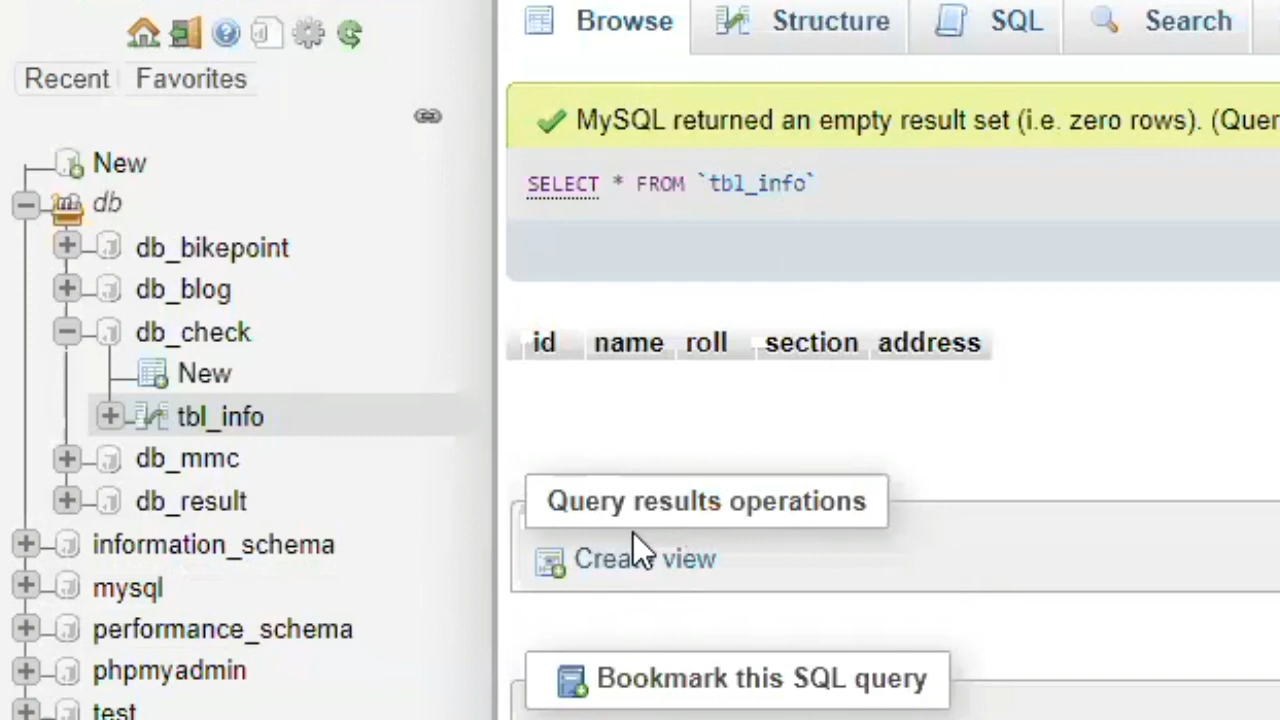 Recent Favorites
New
db
db_bikepoint
db_blog
db_check
New
tbl_info
db_mmc
db_result
information_schema
mysql
performance_schema
phpmyadmin
test
Browse Structure SQL Search
MySQL returned an empty result set (i.e. zero rows). (Quer
SELECT * FROM `tbl_info`
id name roll section address
Query results operations
Create view
Bookmark this SQL query